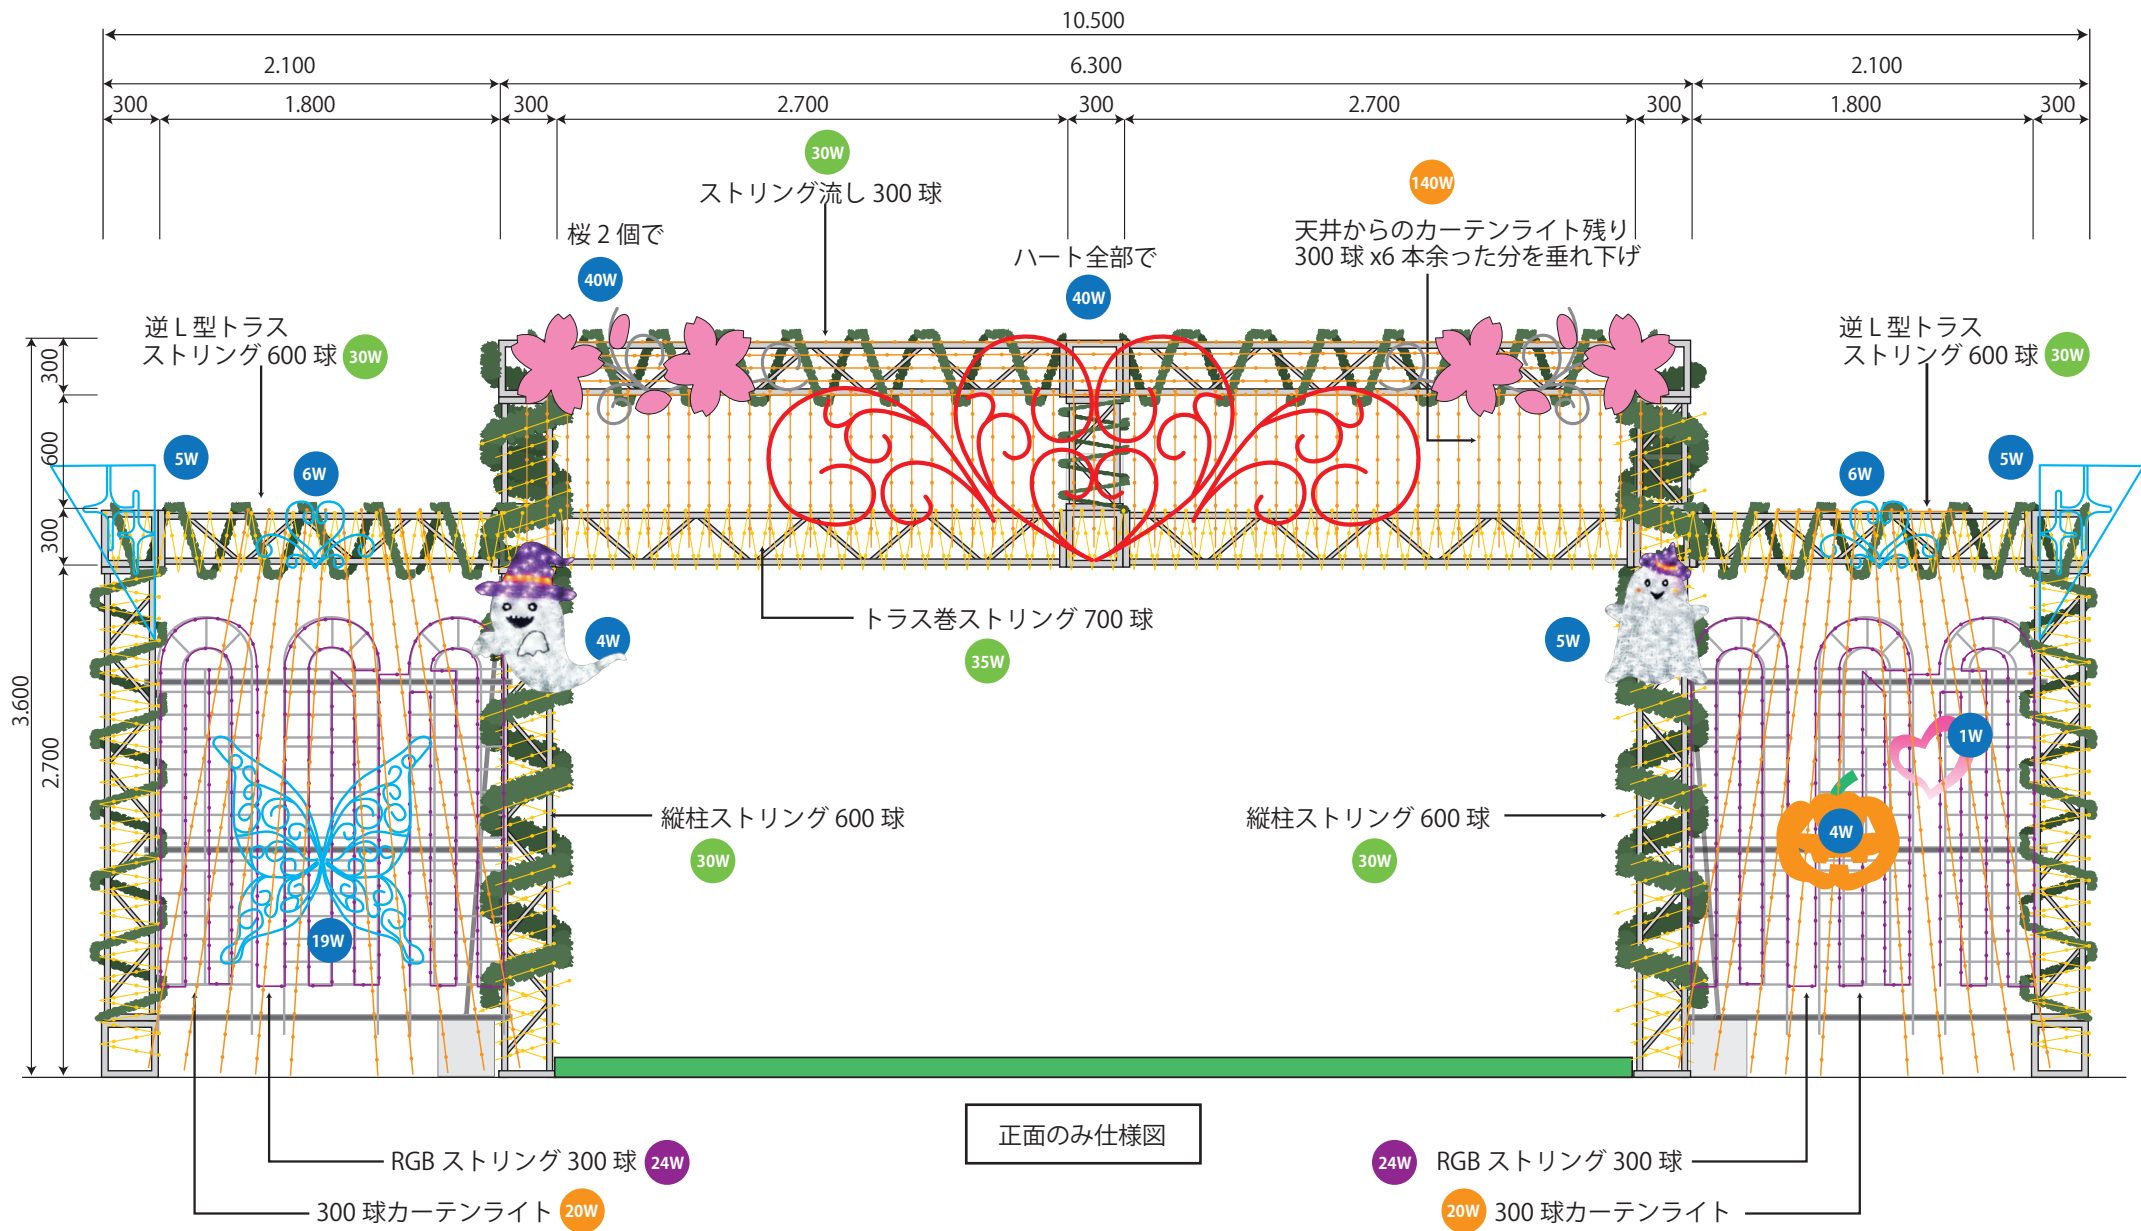 10.500
2.100
6.300
2.100
300
1.800
300
2.700
300
2.700
300
1.800
300
30W
ストリング流し 300 球
140W
天井からのカーテンライト残り
300 球 x6 本余った分を垂れ下げ
桜 2 個で
40W
ハート全部で
40W
逆 L 型トラス
ストリング 600 球
30W
逆 L 型トラス
ストリング 600 球
30W
300
600
300
3.600
2.700
5W
6W
6W
5W
4W
トラス巻ストリング 700 球
35W
5W
1W
縦柱ストリング 600 球
30W
縦柱ストリング 600 球
30W
4W
19W
正面のみ仕様図
RGB ストリング 300 球
24W
24W
RGB ストリング 300 球
300 球カーテンライト
20W
20W
300 球カーテンライト